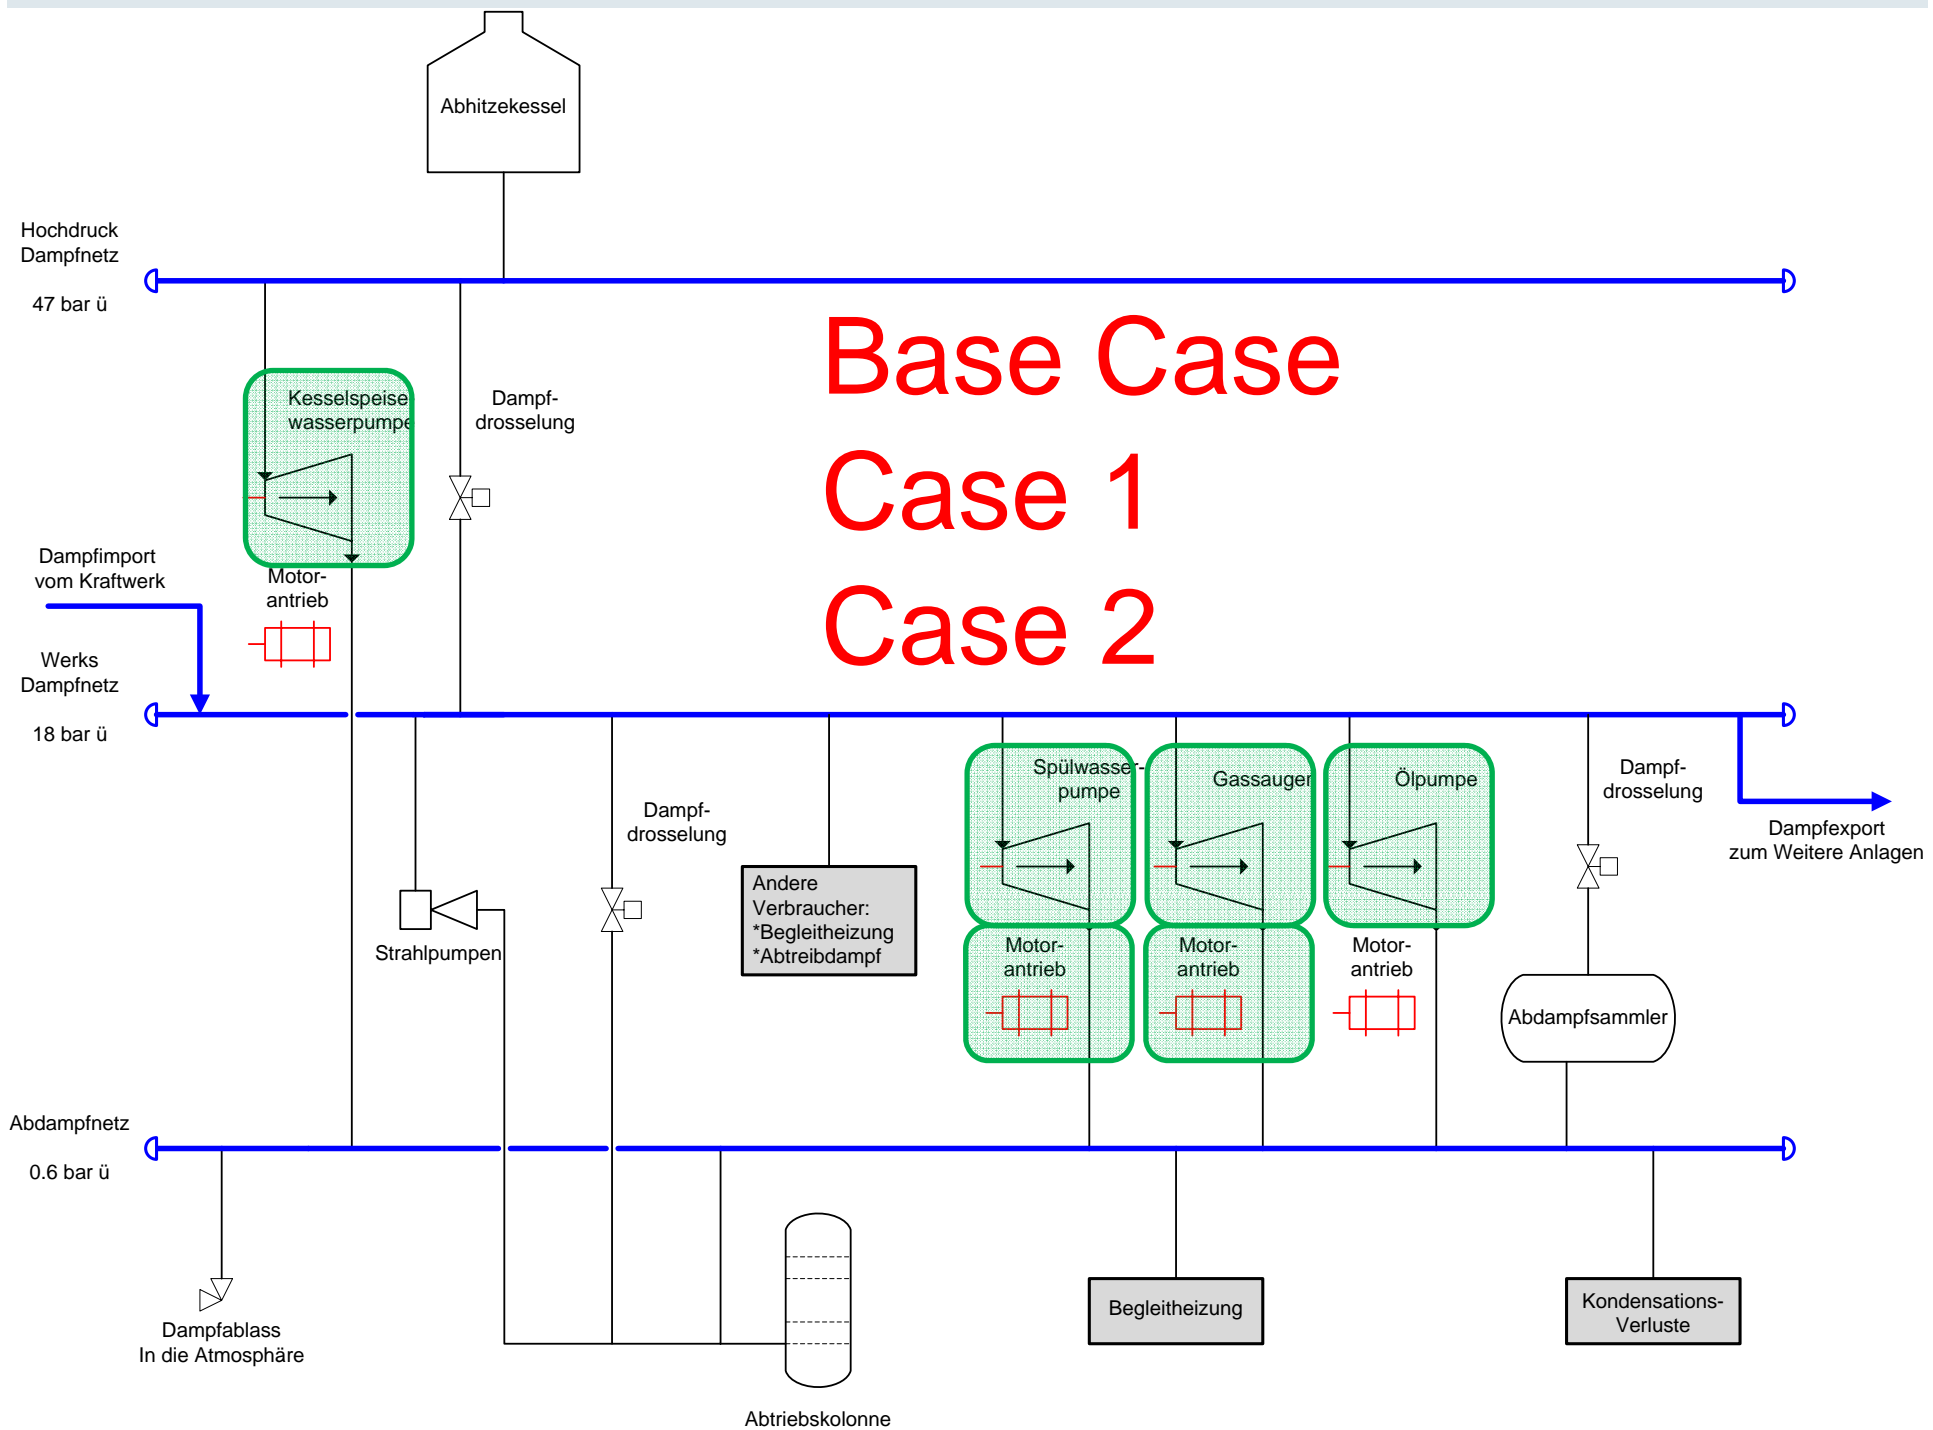 Abhitzekessel
Hochdruck
Dampfnetz
47 bar ü
Base Case
Case 1
Case 2
Kesselspeise
wasserpumpe
Dampf-
drosselung
Dampfimport
vom Kraftwerk
Motor-
antrieb
Werks
Dampfnetz
18 bar ü
Spülwasser-
pumpe
Gassauger
Ölpumpe
Dampf-
drosselung
Dampf-
drosselung
Dampfexport
zum Weitere Anlagen
Andere
Verbraucher:
*Begleitheizung
*Abtreibdampf
Strahlpumpen
Motor-
antrieb
Motor-
antrieb
Motor-
antrieb
Abdampfsammler
Abdampfnetz
0.6 bar ü
Dampfablass
In die Atmosphäre
Begleitheizung
Kondensations-
Verluste
Abtriebskolonne